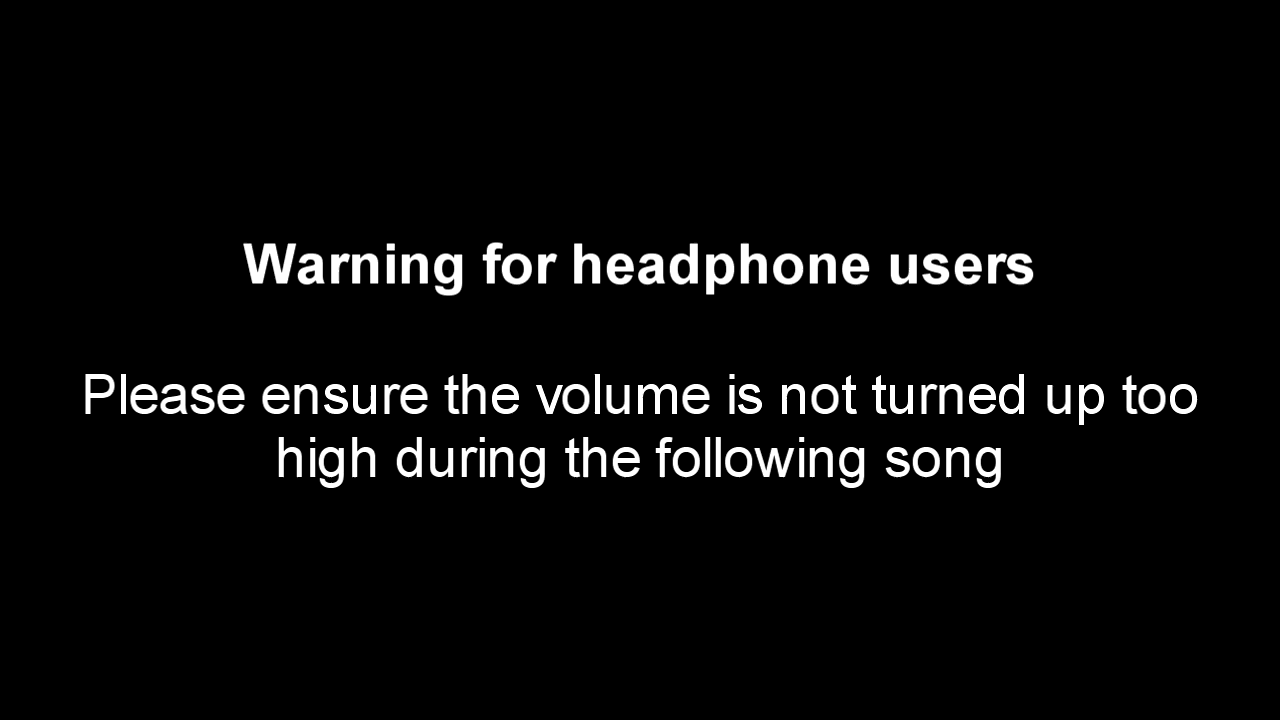 Warning for headphone users
Please ensure the volume is not turned up too
high during the following song